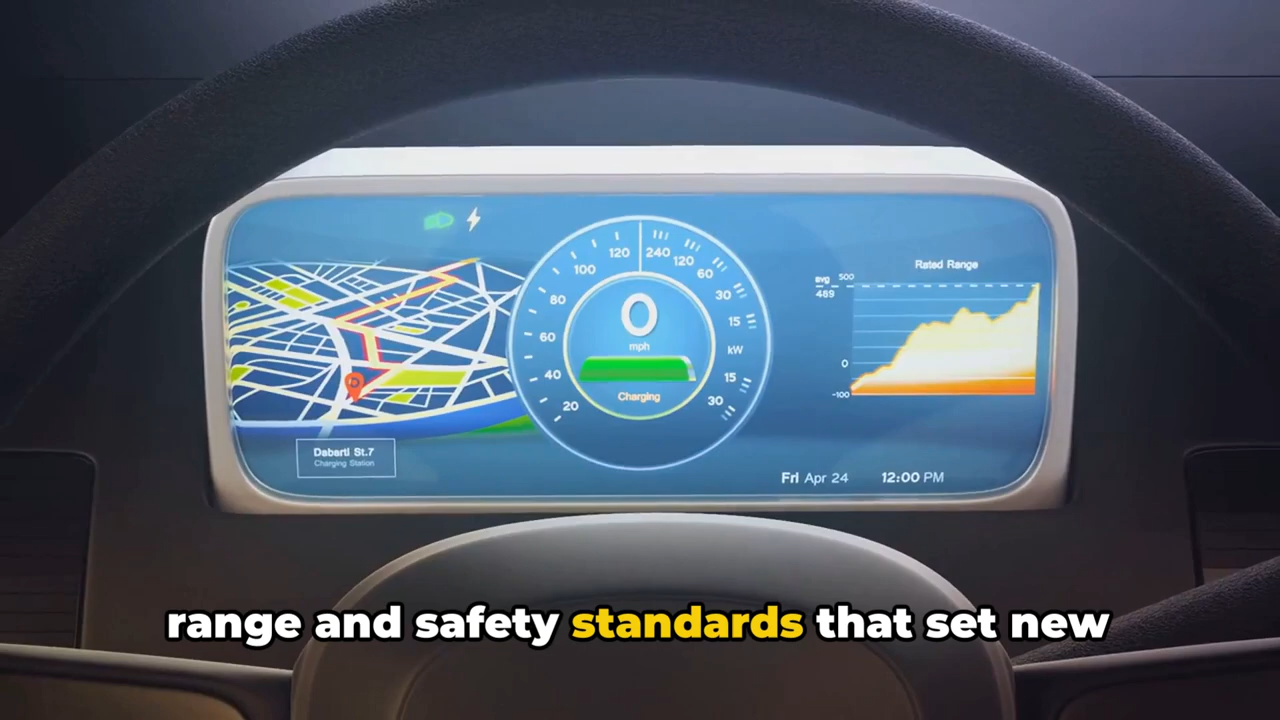 120
240
100
120
80
60
60
30
40
15
20
kW
15
30
0
mph
Charging
Rated Range
avg
489
500
0
-100
Dabarti St.7
Charging Station
Fri Apr 24
12:00 PM
range and safety standards that set new